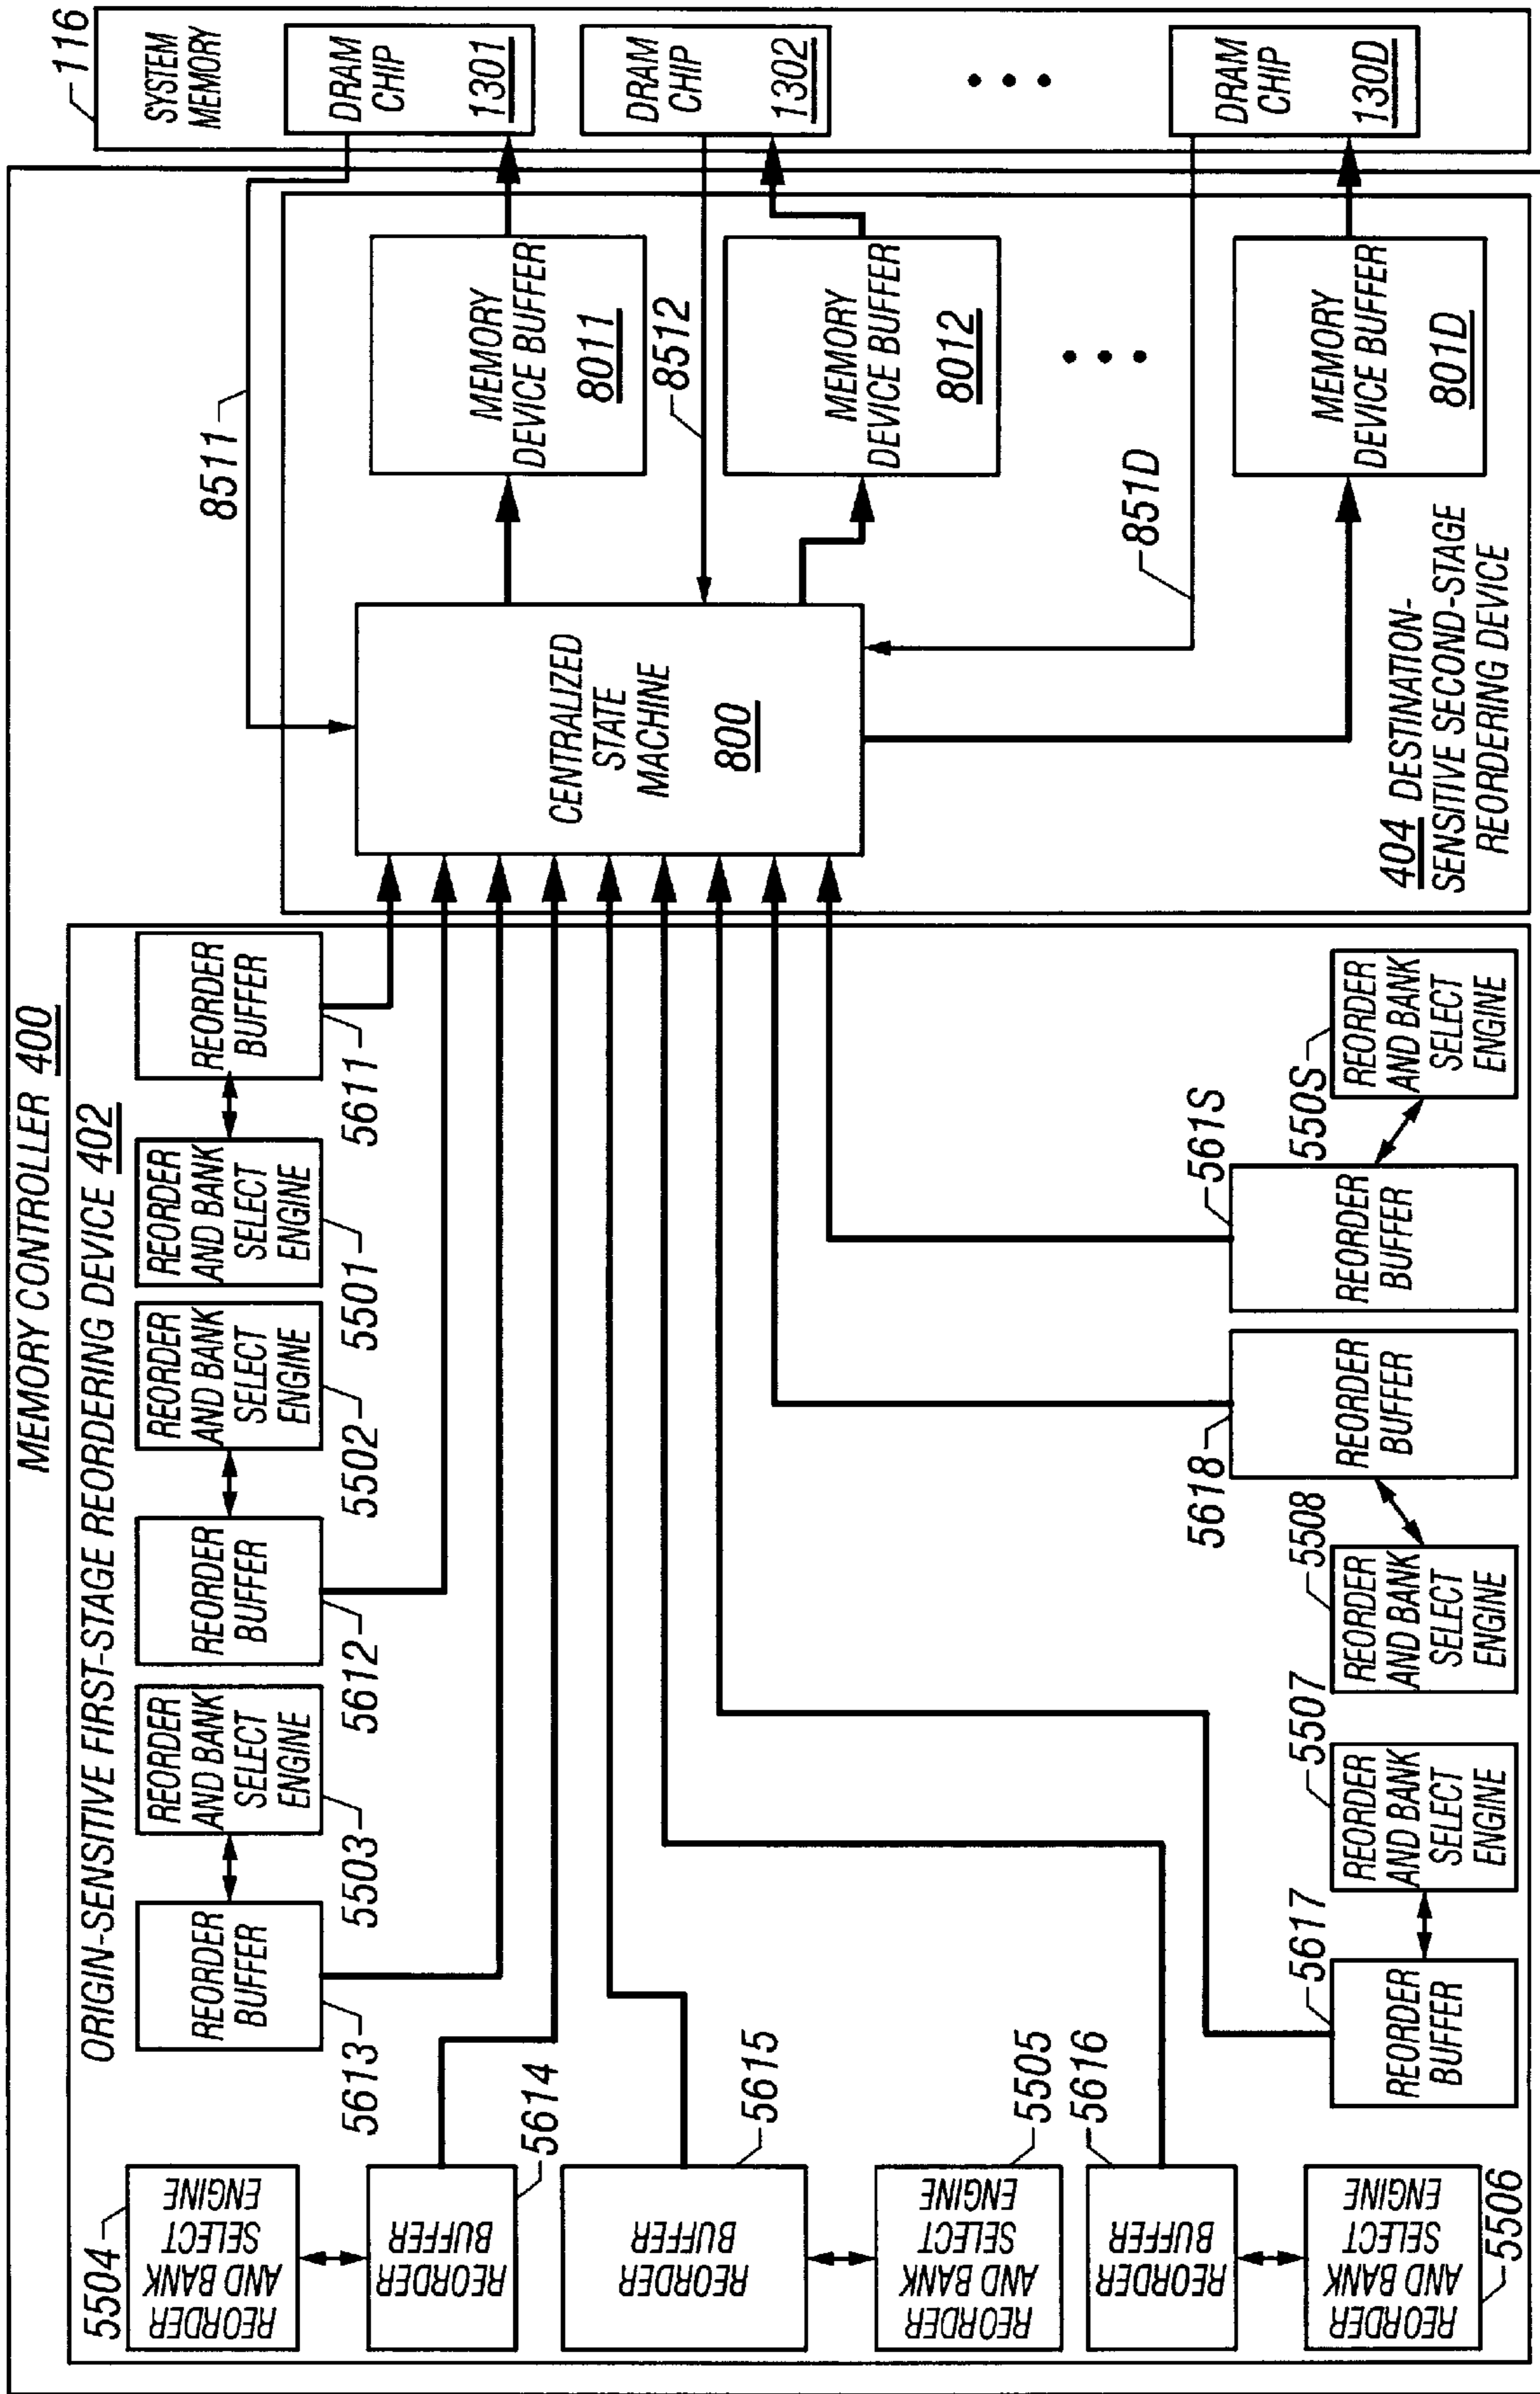 MEMORY CONTROLLER 400
ORIGIN-SENSITIVE FIRST-STAGE REORDERING DEVICE 402
5504
REORDER
AND BANK
SELECT
ENGINE
REORDER
BUFFER
5614
REORDER
BUFFER
5615
REORDER
AND BANK
SELECT
ENGINE
5505
REORDER
BUFFER
5616
REORDER
AND BANK
SELECT
ENGINE
5506
REORDER
BUFFER
5613
REORDER
AND BANK
SELECT
ENGINE
5503
REORDER
BUFFER
5612
REORDER
AND BANK
SELECT
ENGINE
5502
REORDER
AND BANK
SELECT
ENGINE
5501
REORDER
BUFFER
5611
REORDER
BUFFER
5617
REORDER
AND BANK
SELECT
ENGINE
5507
REORDER
AND BANK
SELECT
ENGINE
5508
REORDER
BUFFER
5618
REORDER
BUFFER
561S
REORDER
AND BANK
SELECT
ENGINE
550S
CENTRALIZED
STATE
MACHINE
800
8511
MEMORY
DEVICE BUFFER
8011
8512
MEMORY
DEVICE BUFFER
8012
851D
MEMORY
DEVICE BUFFER
801D
404 DESTINATION-
SENSITIVE SECOND-STAGE
REORDERING DEVICE
116
SYSTEM
MEMORY
DRAM
CHIP
1301
DRAM
CHIP
1302
DRAM
CHIP
130D